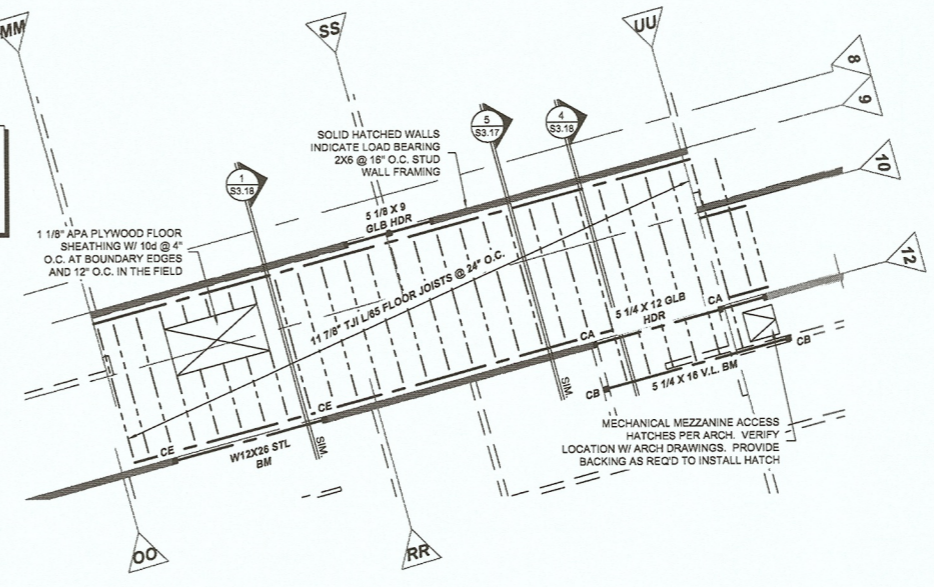 MM
SS
UU
8
9
10
12
5
S3.17
4
S3.18
1
S3.18
SOLID HATCHED WALLS
INDICATE LOAD BEARING
2X6 @ 16" O.C. STUD
WALL FRAMING
5 1/8 X 9
GLB HDR
1 1/8" APA PLYWOOD FLOOR
SHEATHING W/ 10d @ 4"
O.C. AT BOUNDARY EDGES
AND 12" O.C. IN THE FIELD
11 7/8" TJI L/65 FLOOR JOISTS @ 24" O.C.
5 1/4 X 12 GLB
HDR
CA
CA
CB
CB
5 1/4 X 16 V.L. BM
CE
CE
W12X26 STL
BM
SIM.
SIM.
MECHANICAL MEZZANINE ACCESS
HATCHES PER ARCH. VERIFY
LOCATION W/ ARCH DRAWINGS. PROVIDE
BACKING AS REQ'D TO INSTALL HATCH
OO
RR